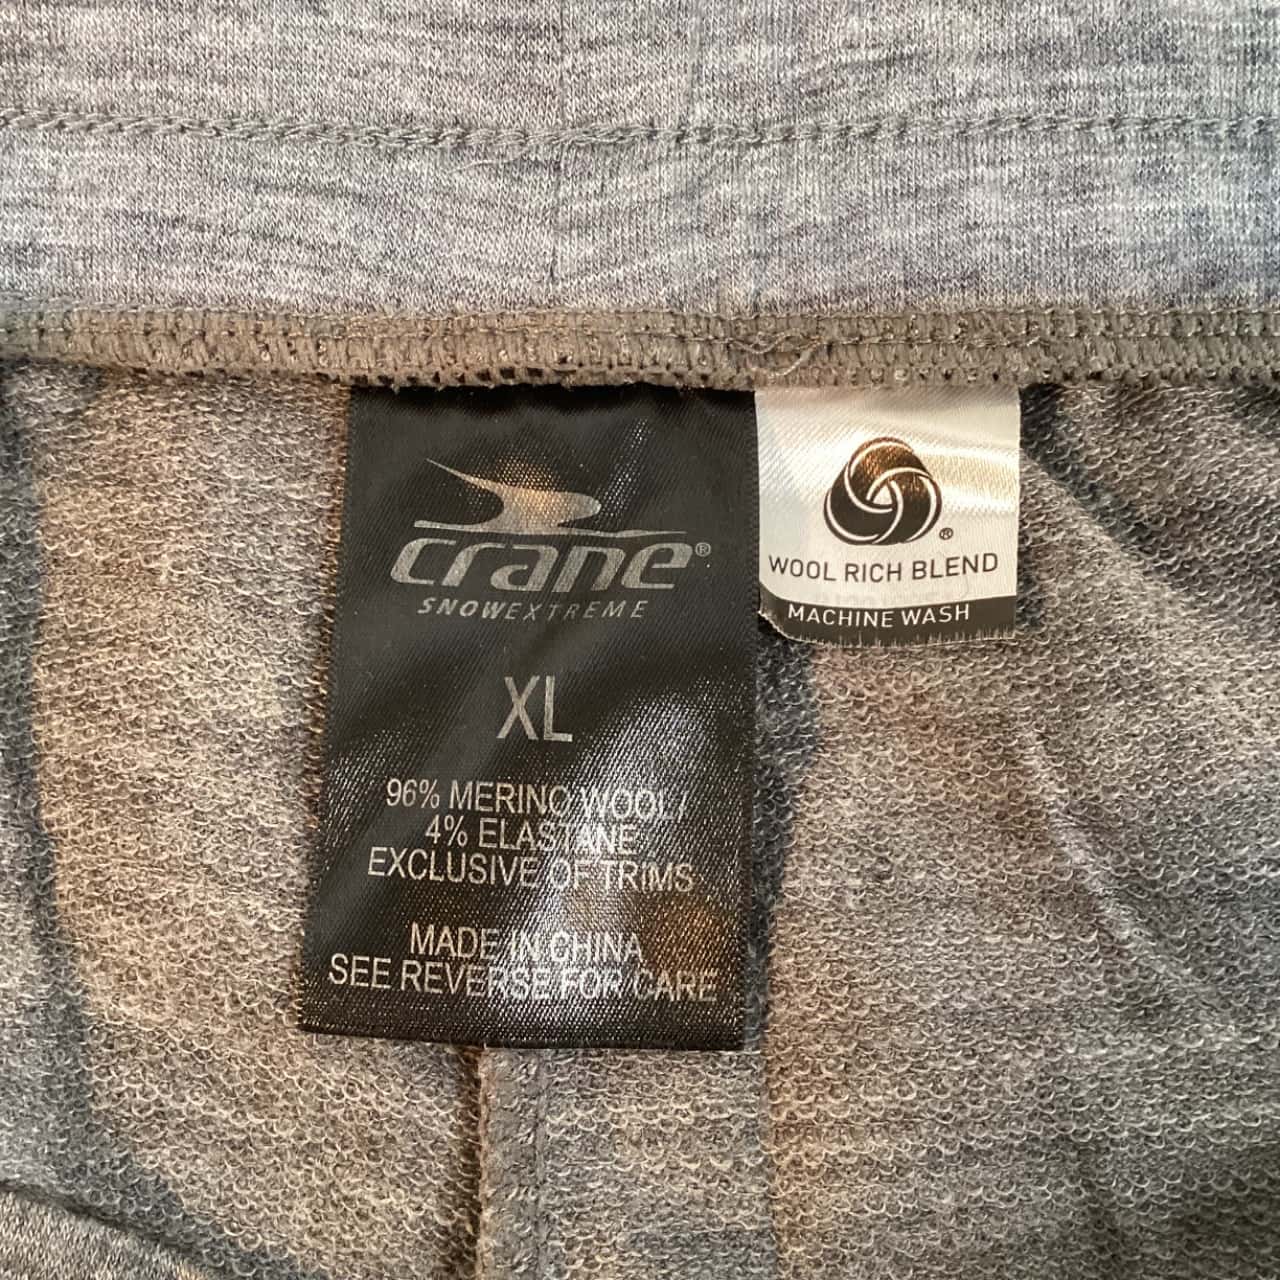 crane®
SNOWEXTREME
XL
96% MERINO WOOL /
4% ELASTANE
EXCLUSIVE OF TRIMS
MADE IN CHINA
SEE REVERSE FOR CARE
®
WOOL RICH BLEND
MACHINE WASH